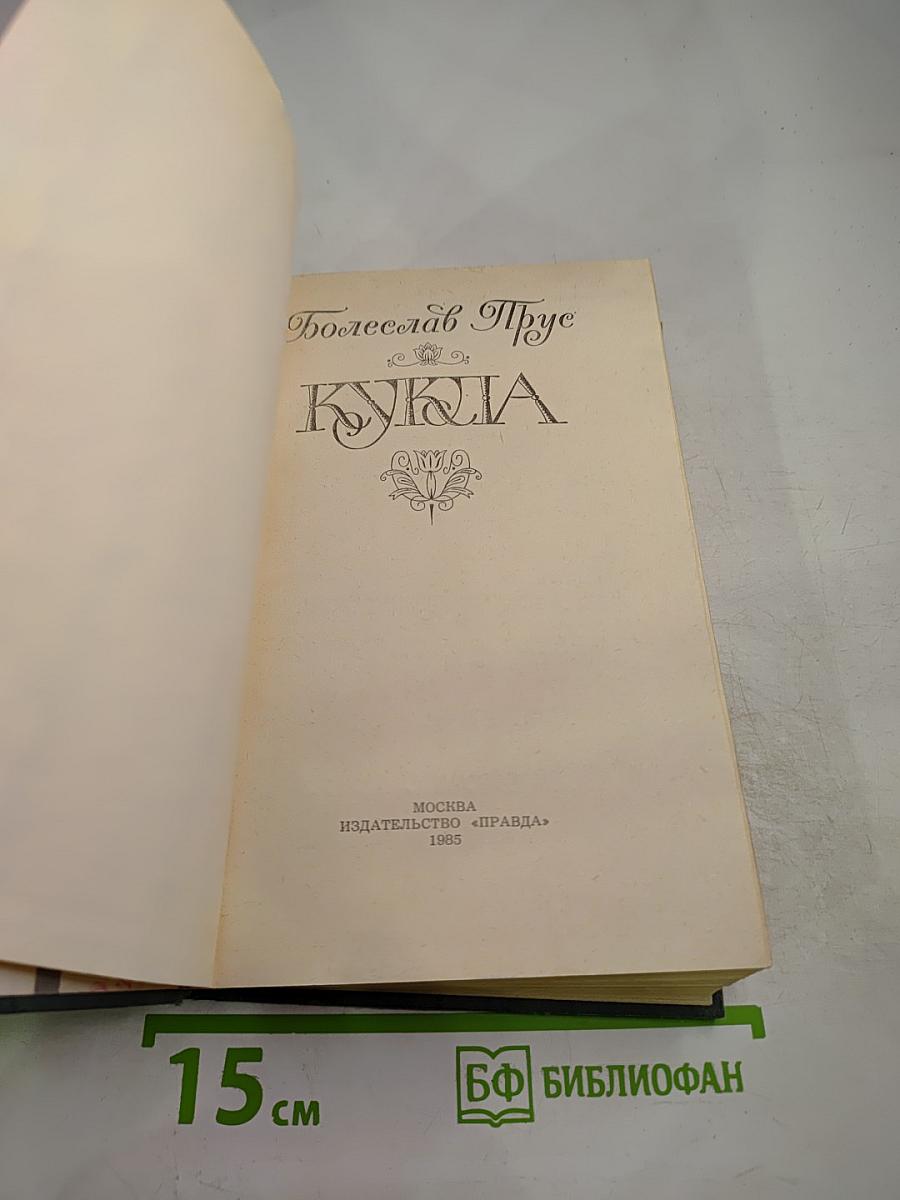 Болеслав Прус
КУКЛА
МОСКВА
ИЗДАТЕЛЬСТВО «ПРАВДА»
1985
15 см
БФ БИБЛИОФАН